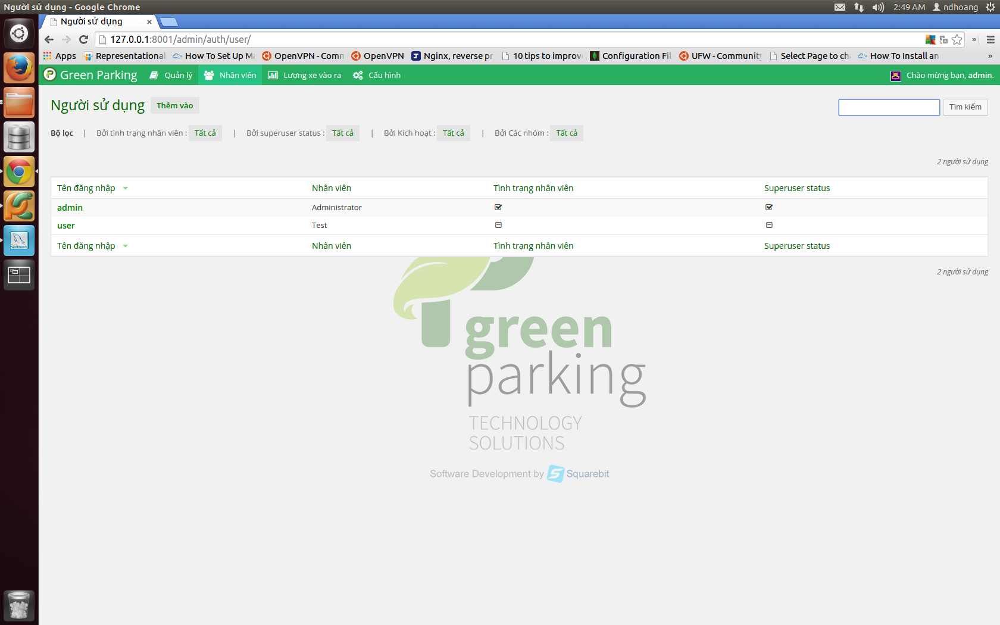 Người sử dụng - Google Chrome
2:49 AM ndhoang
Người sử dụng
127.0.0.1:8001/admin/auth/user/
Apps Representational How To Set Up M OpenVPN - Comm OpenVPN Nginx, reverse pr 10 tips to improv Configuration Fil UFW - Community Select Page to ch How To Install an »
Green Parking Quản lý Nhân viên Lượng xe vào ra Cấu hình Chào mừng bạn, admin.
Người sử dụng Thêm vào Tìm kiếm
Bộ lọc | Bởi tình trạng nhân viên : Tất cả | Bởi superuser status : Tất cả | Bởi Kích hoạt : Tất cả | Bởi Các nhóm : Tất cả
2 người sử dụng
Tên đăng nhập Nhân viên Tình trạng nhân viên Superuser status
admin Administrator
user Test
Tên đăng nhập Nhân viên Tình trạng nhân viên Superuser status
2 người sử dụng
green
parking
TECHNOLOGY
SOLUTIONS
Software Development by Squarebit